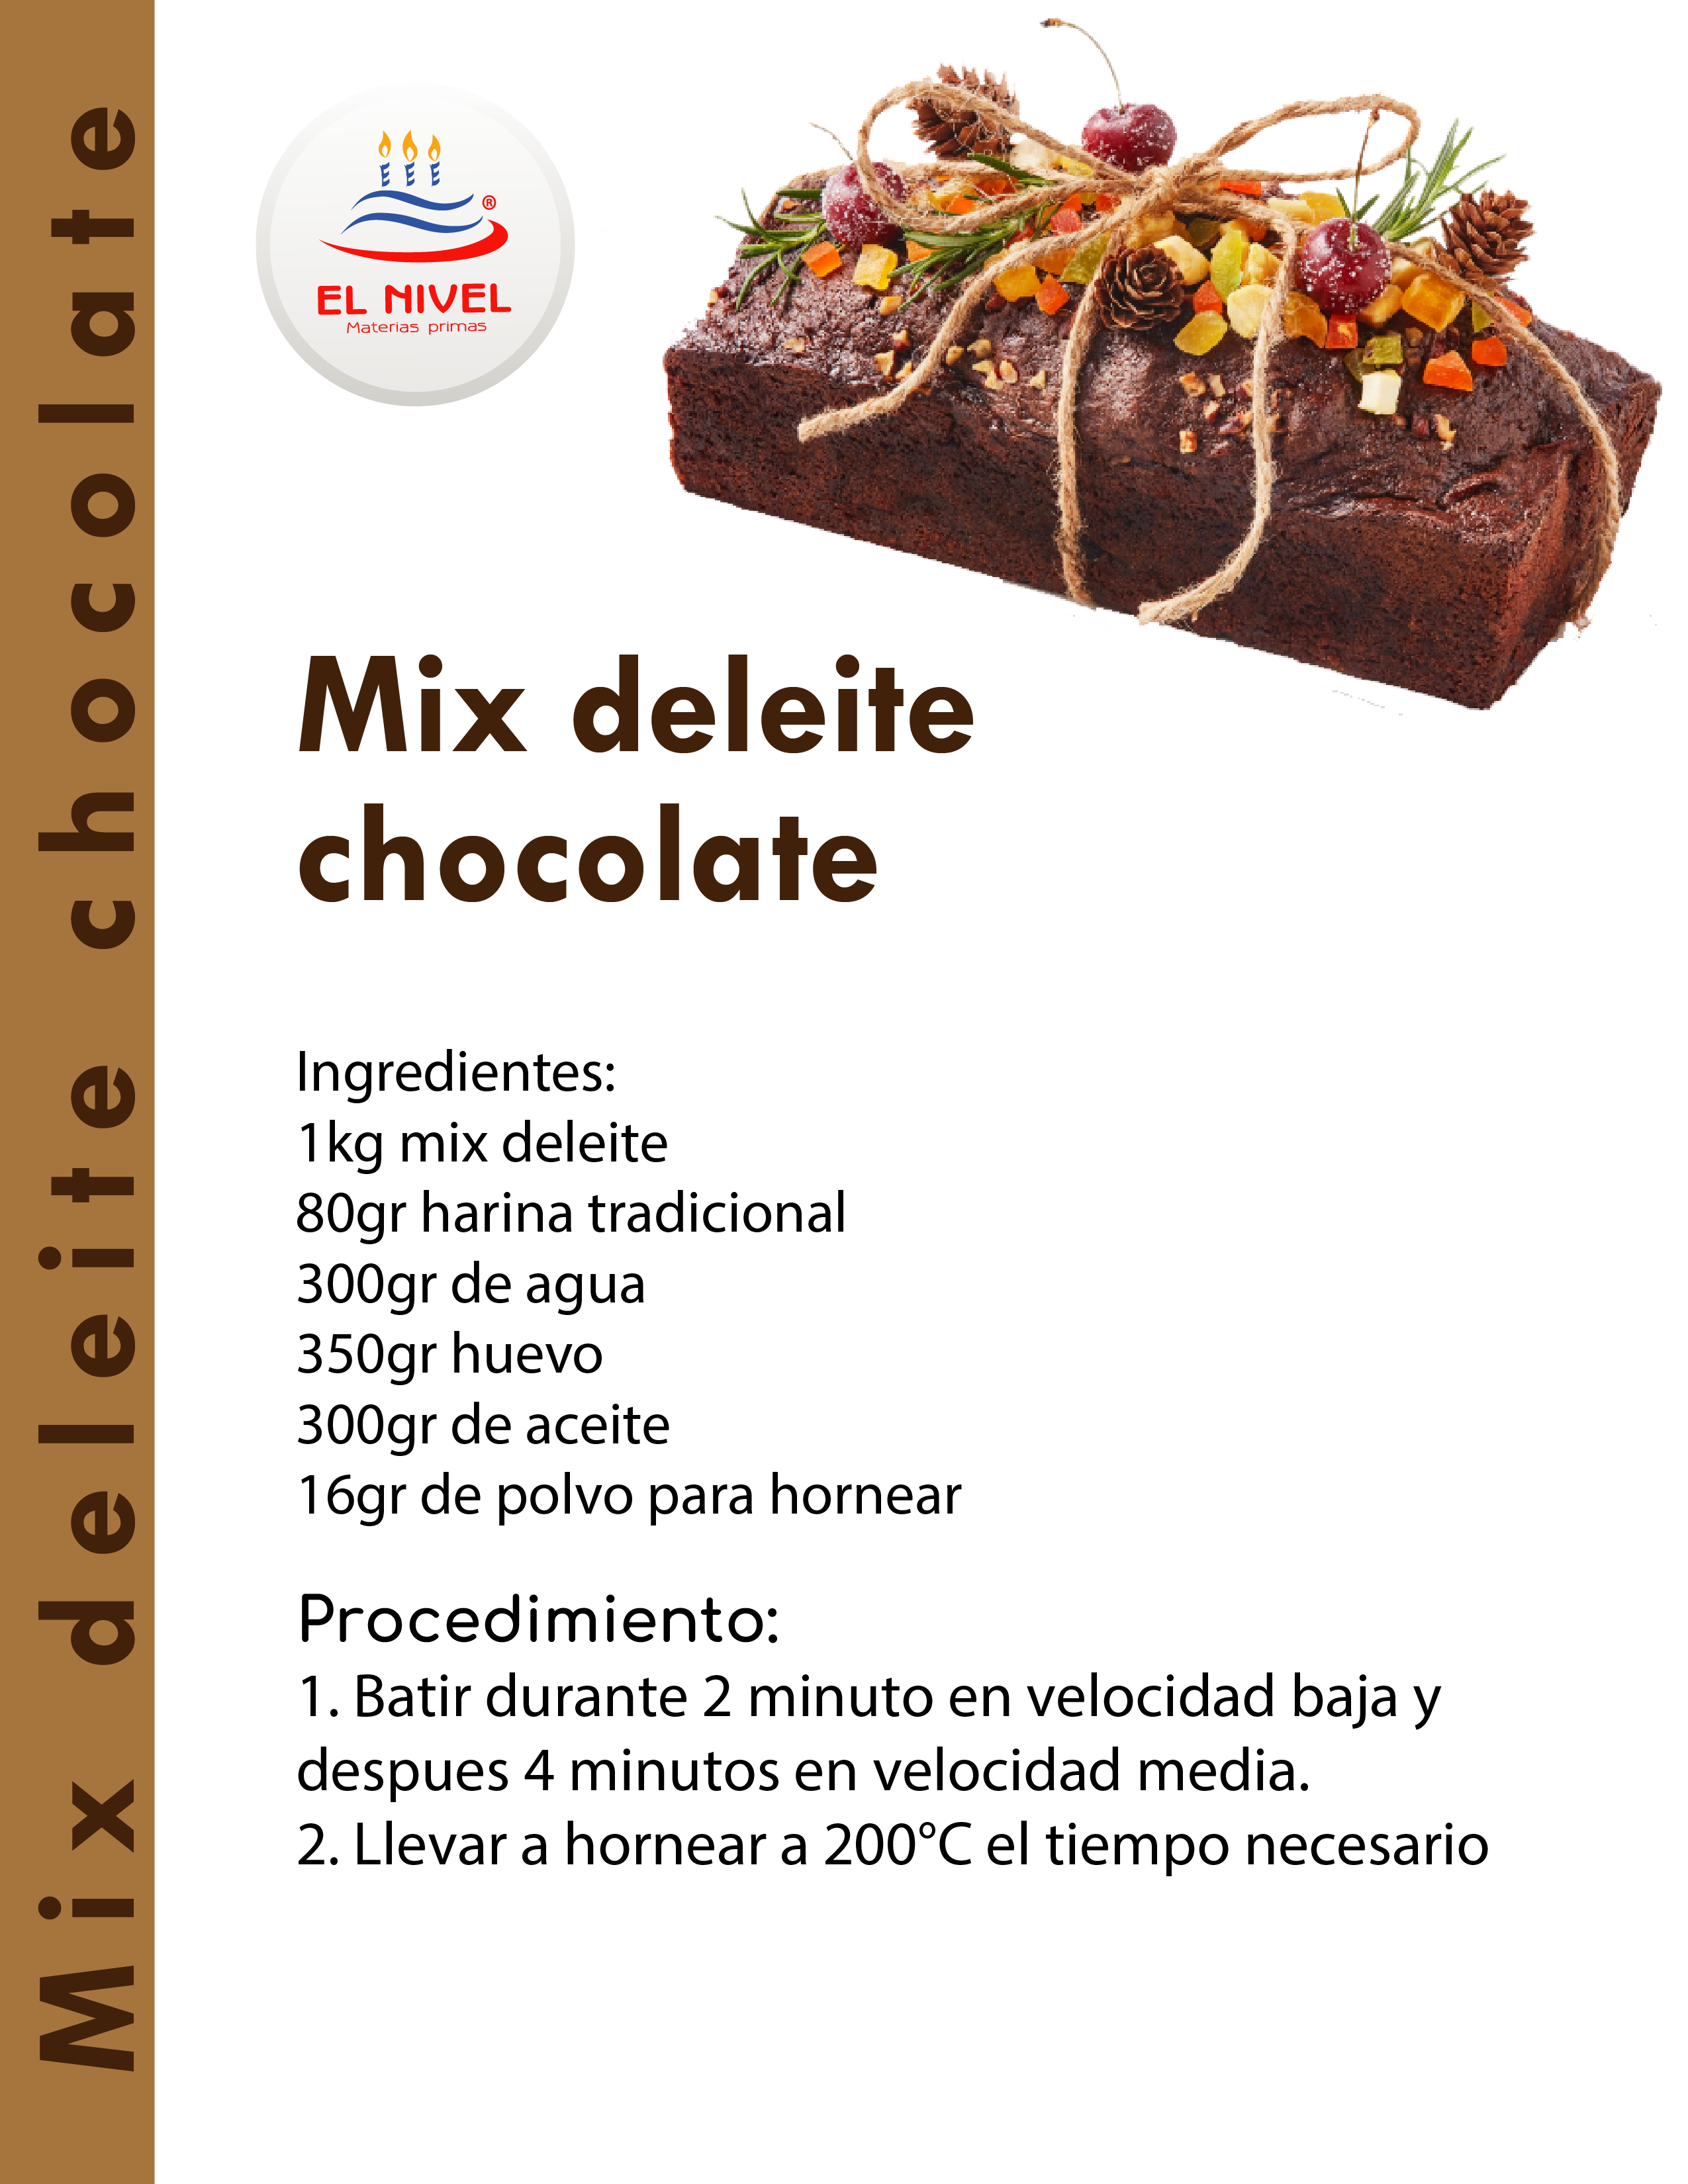 Mix deleite chocolate
®
EL NIVEL
Materias primas
Mix deleite
chocolate
Ingredientes:
1kg mix deleite
80gr harina tradicional
300gr de agua
350gr huevo
300gr de aceite
16gr de polvo para hornear
Procedimiento:
1. Batir durante 2 minuto en velocidad baja y
despues 4 minutos en velocidad media.
2. Llevar a hornear a 200°C el tiempo necesario